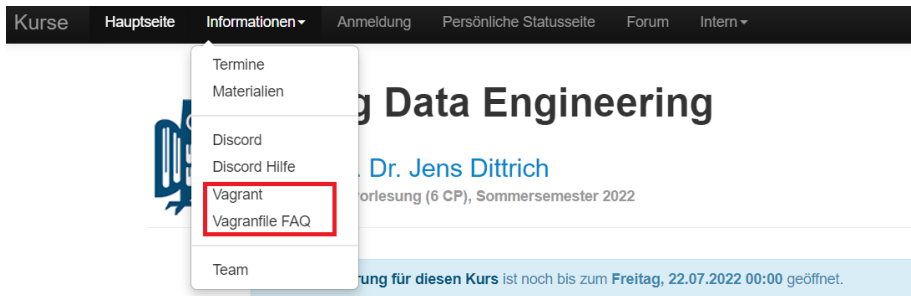 Kurse Hauptseite Informationen Anmeldung Persönliche Statusseite Forum Intern
Termine
Materialien
g Data Engineering
Discord
Discord Hilfe
. Dr. Jens Dittrich
Vagrant
orlesung (6 CP), Sommersemester 2022
Vagranfile FAQ
Team
rung für diesen Kurs ist noch bis zum Freitag, 22.07.2022 00:00 geöffnet.